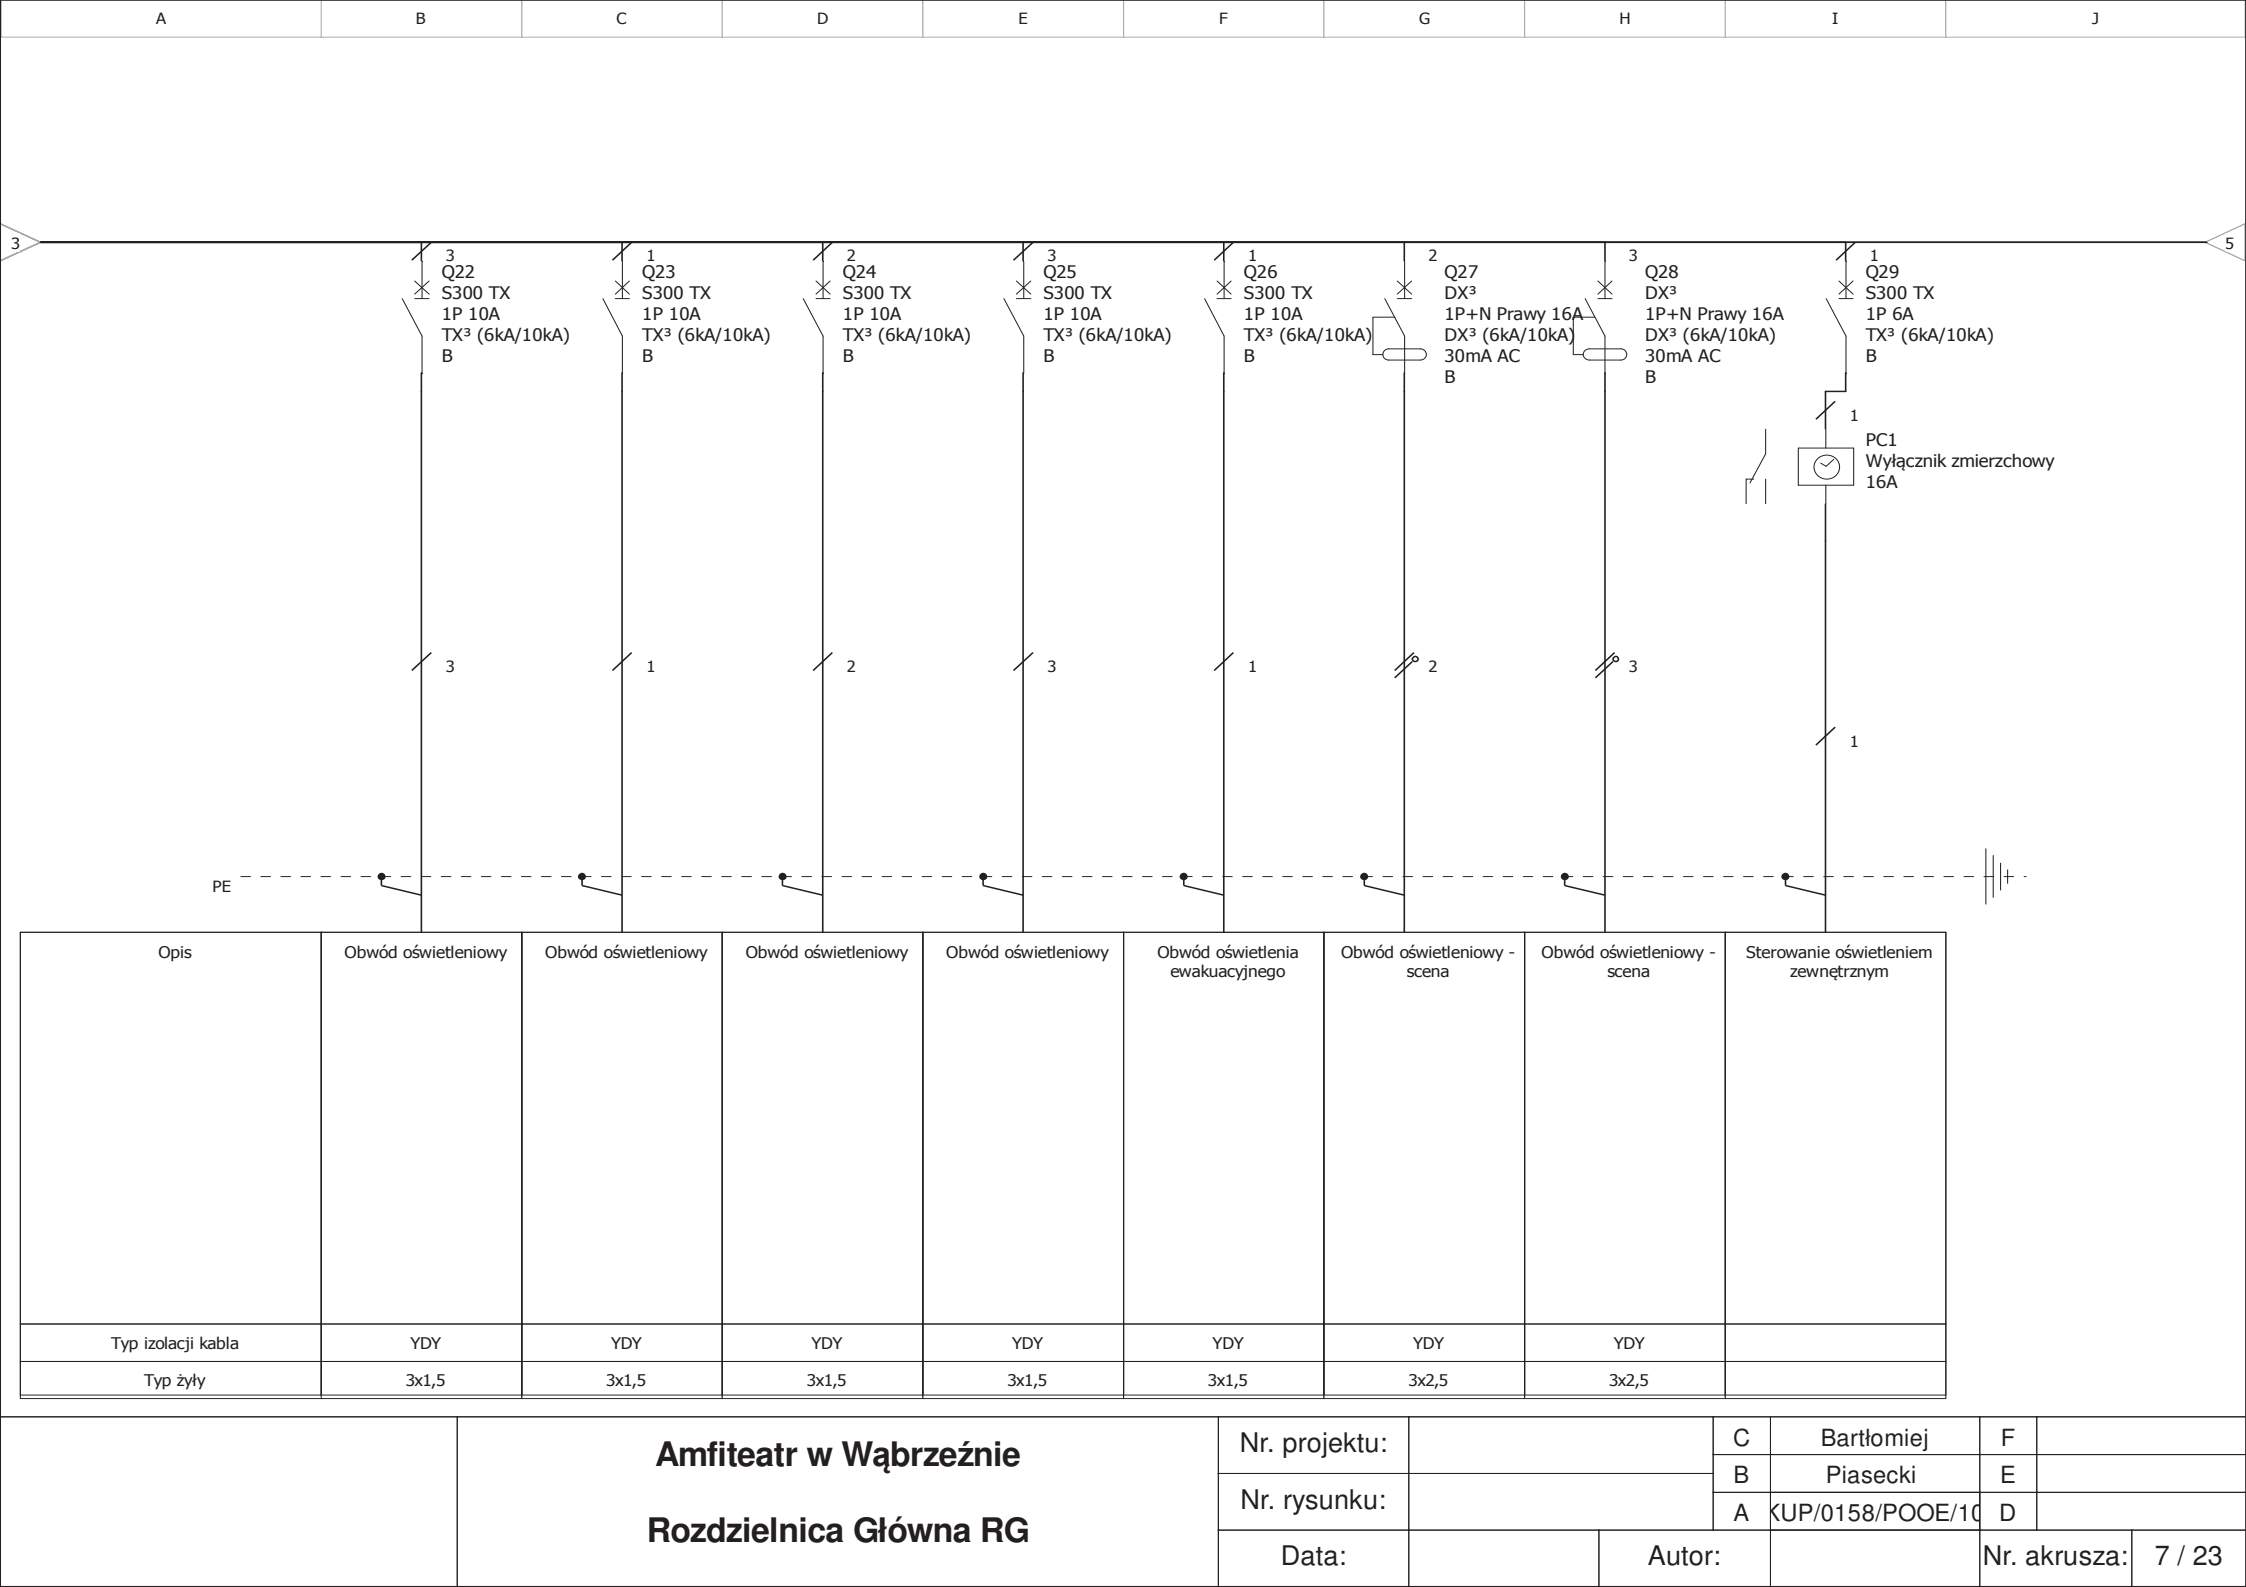 A B C D E F G H I J
3 5
3
Q22
S300 TX
1P 10A
TX³ (6kA/10kA)
B
1
Q23
S300 TX
1P 10A
TX³ (6kA/10kA)
B
2
Q24
S300 TX
1P 10A
TX³ (6kA/10kA)
B
3
Q25
S300 TX
1P 10A
TX³ (6kA/10kA)
B
1
Q26
S300 TX
1P 10A
TX³ (6kA/10kA)
B
2
Q27
DX³
1P+N Prawy 16A
DX³ (6kA/10kA)
30mA AC
B
3
Q28
DX³
1P+N Prawy 16A
DX³ (6kA/10kA)
30mA AC
B
1
Q29
S300 TX
1P 6A
TX³ (6kA/10kA)
B
1
PC1
Wyłącznik zmierzchowy
16A
3 1 2 3 1 2 3
1
PE
Opis
Obwód oświetleniowy
Obwód oświetleniowy
Obwód oświetleniowy
Obwód oświetleniowy
Obwód oświetlenia
ewakuacyjnego
Obwód oświetleniowy -
scena
Obwód oświetleniowy -
scena
Sterowanie oświetleniem
zewnętrznym
Typ izolacji kabla YDY YDY YDY YDY YDY YDY YDY
Typ żyły 3x1,5 3x1,5 3x1,5 3x1,5 3x1,5 3x2,5 3x2,5
Amfiteatr w Wąbrzeźnie
Rozdzielnica Główna RG
Nr. projektu:
Nr. rysunku:
Data:
Autor:
C Bartłomiej F
B Piasecki E
A KUP/0158/POOE/10 D
Nr. akrusza: 7 / 23